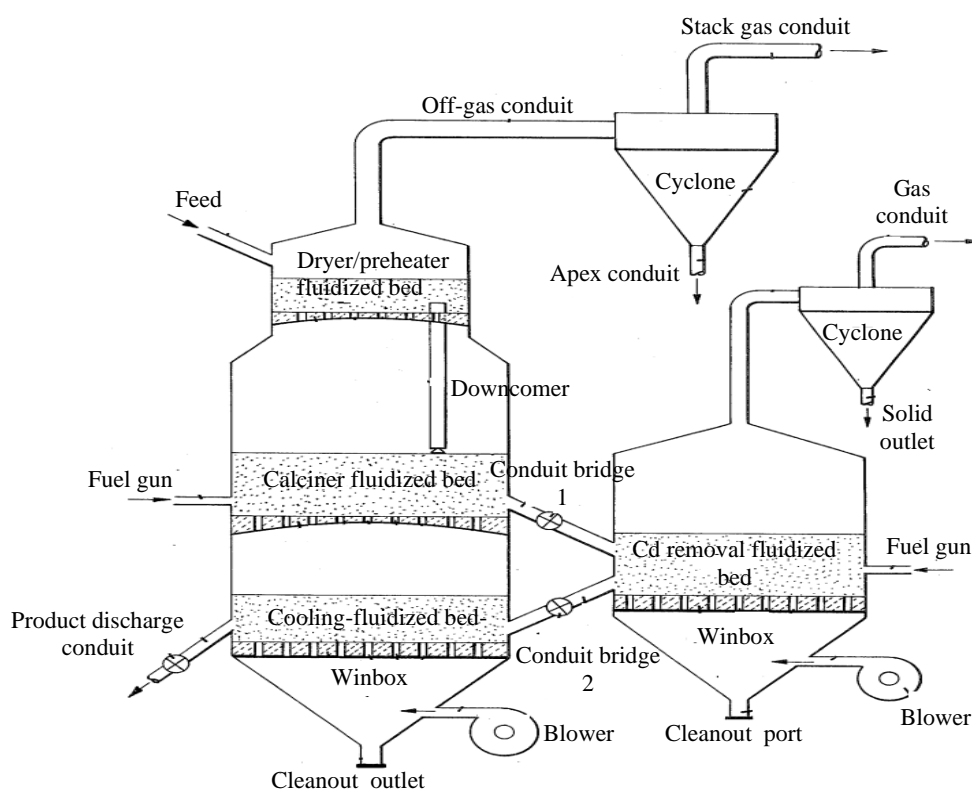 Stack gas conduit
Off-gas conduit
Cyclone
Gas
conduit
Feed
Dryer/preheater
fluidized bed
Apex conduit
Cyclone
Downcomer
Solid
outlet
Conduit bridge
1
Fuel gun
Calciner fluidized bed
Cd removal fluidized
bed
Fuel gun
Product discharge
conduit
Cooling-fluidized bed-
Winbox
Winbox
Conduit bridge
2
Blower
Blower
Cleanout port
Cleanout outlet